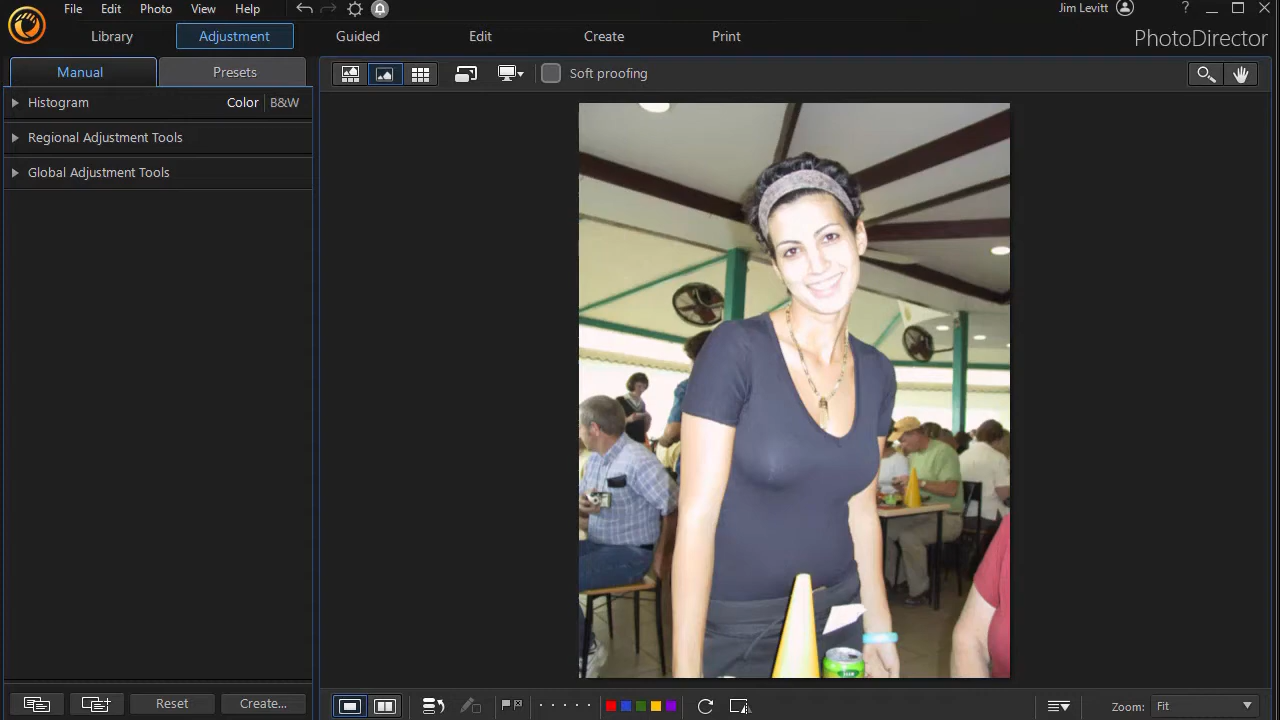 File Edit Photo View Help Jim Levitt ?
Library Adjustment Guided Edit Create Print PhotoDirector
Manual Presets Soft proofing
Histogram Color B&W
Regional Adjustment Tools
Global Adjustment Tools
Reset Create... Zoom: Fit